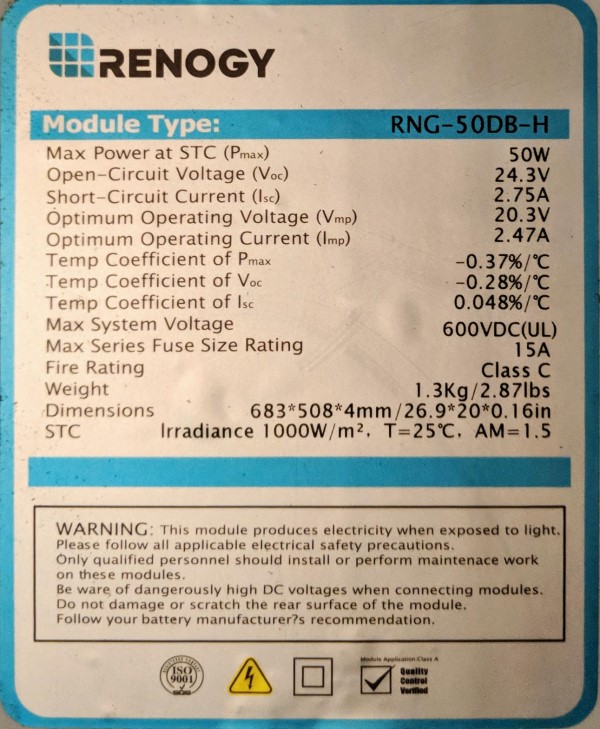 RENOGY
Module Type: RNG-50DB-H
Max Power at STC (Pmax) 50W
Open-Circuit Voltage (Voc) 24.3V
Short-Circuit Current (Isc) 2.75A
Optimum Operating Voltage (Vmp) 20.3V
Optimum Operating Current (Imp) 2.47A
Temp Coefficient of Pmax -0.37%/℃
Temp Coefficient of Voc -0.28%/℃
Temp Coefficient of Isc 0.048%/℃
Max System Voltage 600VDC(UL)
Max Series Fuse Size Rating 15A
Fire Rating Class C
Weight 1.3Kg/2.87lbs
Dimensions 683*508*4mm/26.9*20*0.16in
STC Irradiance 1000W/m², T=25℃, AM=1.5
WARNING: This module produces electricity when exposed to light.
Please follow all applicable electrical safety precautions.
Only qualified personnel should install or perform maintenace work
on these modules.
Be ware of dangerously high DC voltages when connecting modules.
Do not damage or scratch the rear surface of the module.
Follow your battery manufacturer?s recommendation.
ISO
9001
Module Application:Class A
Quality
Control
Verified